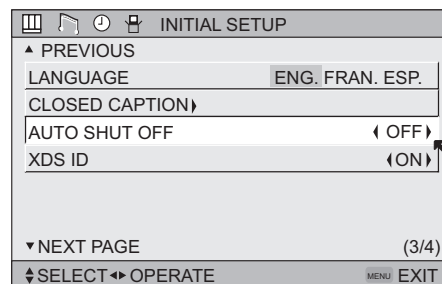 INITIAL SETUP
▲ PREVIOUS
LANGUAGE ENG. FRAN. ESP.
CLOSED CAPTION
AUTO SHUT OFF OFF
XDS ID ON
▼ NEXT PAGE (3/4)
SELECT OPERATE MENU EXIT